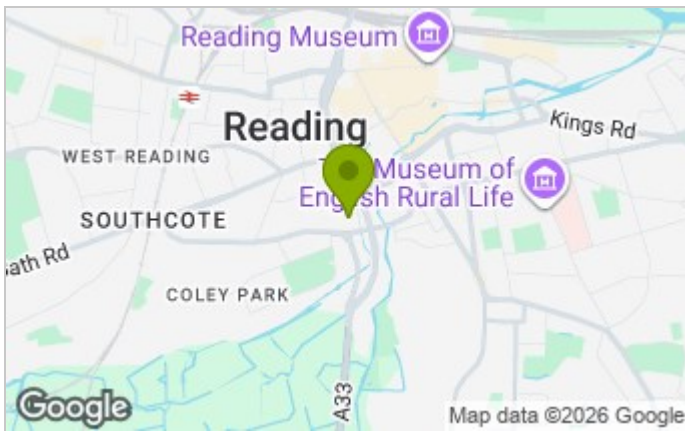 Reading Museum
Reading
Kings Rd
WEST READING
Museum of
English Rural Life
SOUTHCOTE
Bath Rd
COLEY PARK
A33
Google
Map data ©2026 Google